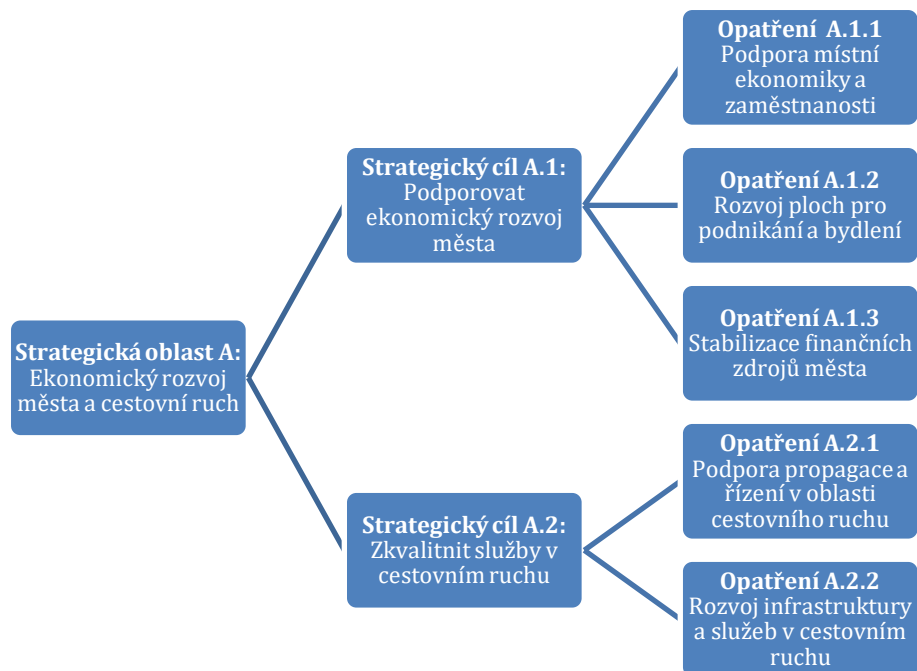 Strategická oblast A:
Ekonomický rozvoj
města a cestovní ruch
Strategický cíl A.1:
Podporovat
ekonomický rozvoj
města
Opatření A.1.1
Podpora místní
ekonomiky a
zaměstnanosti
Opatření A.1.2
Rozvoj ploch pro
podnikání a bydlení
Opatření A.1.3
Stabilizace finančních
zdrojů města
Strategický cíl A.2:
Zkvalitnit služby v
cestovním ruchu
Opatření A.2.1
Podpora propagace a
řízení v oblasti
cestovního ruchu
Opatření A.2.2
Rozvoj infrastruktury
a služeb v cestovním
ruchu